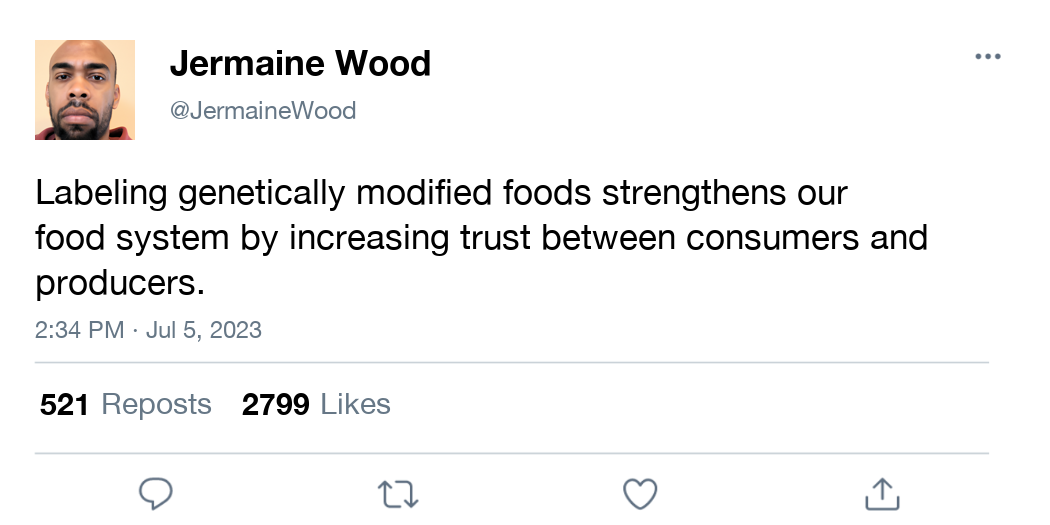 Jermaine Wood
@JermaineWood
Labeling genetically modified foods strengthens our
food system by increasing trust between consumers and
producers.
2:34 PM · Jul 5, 2023
521 Reposts 2799 Likes